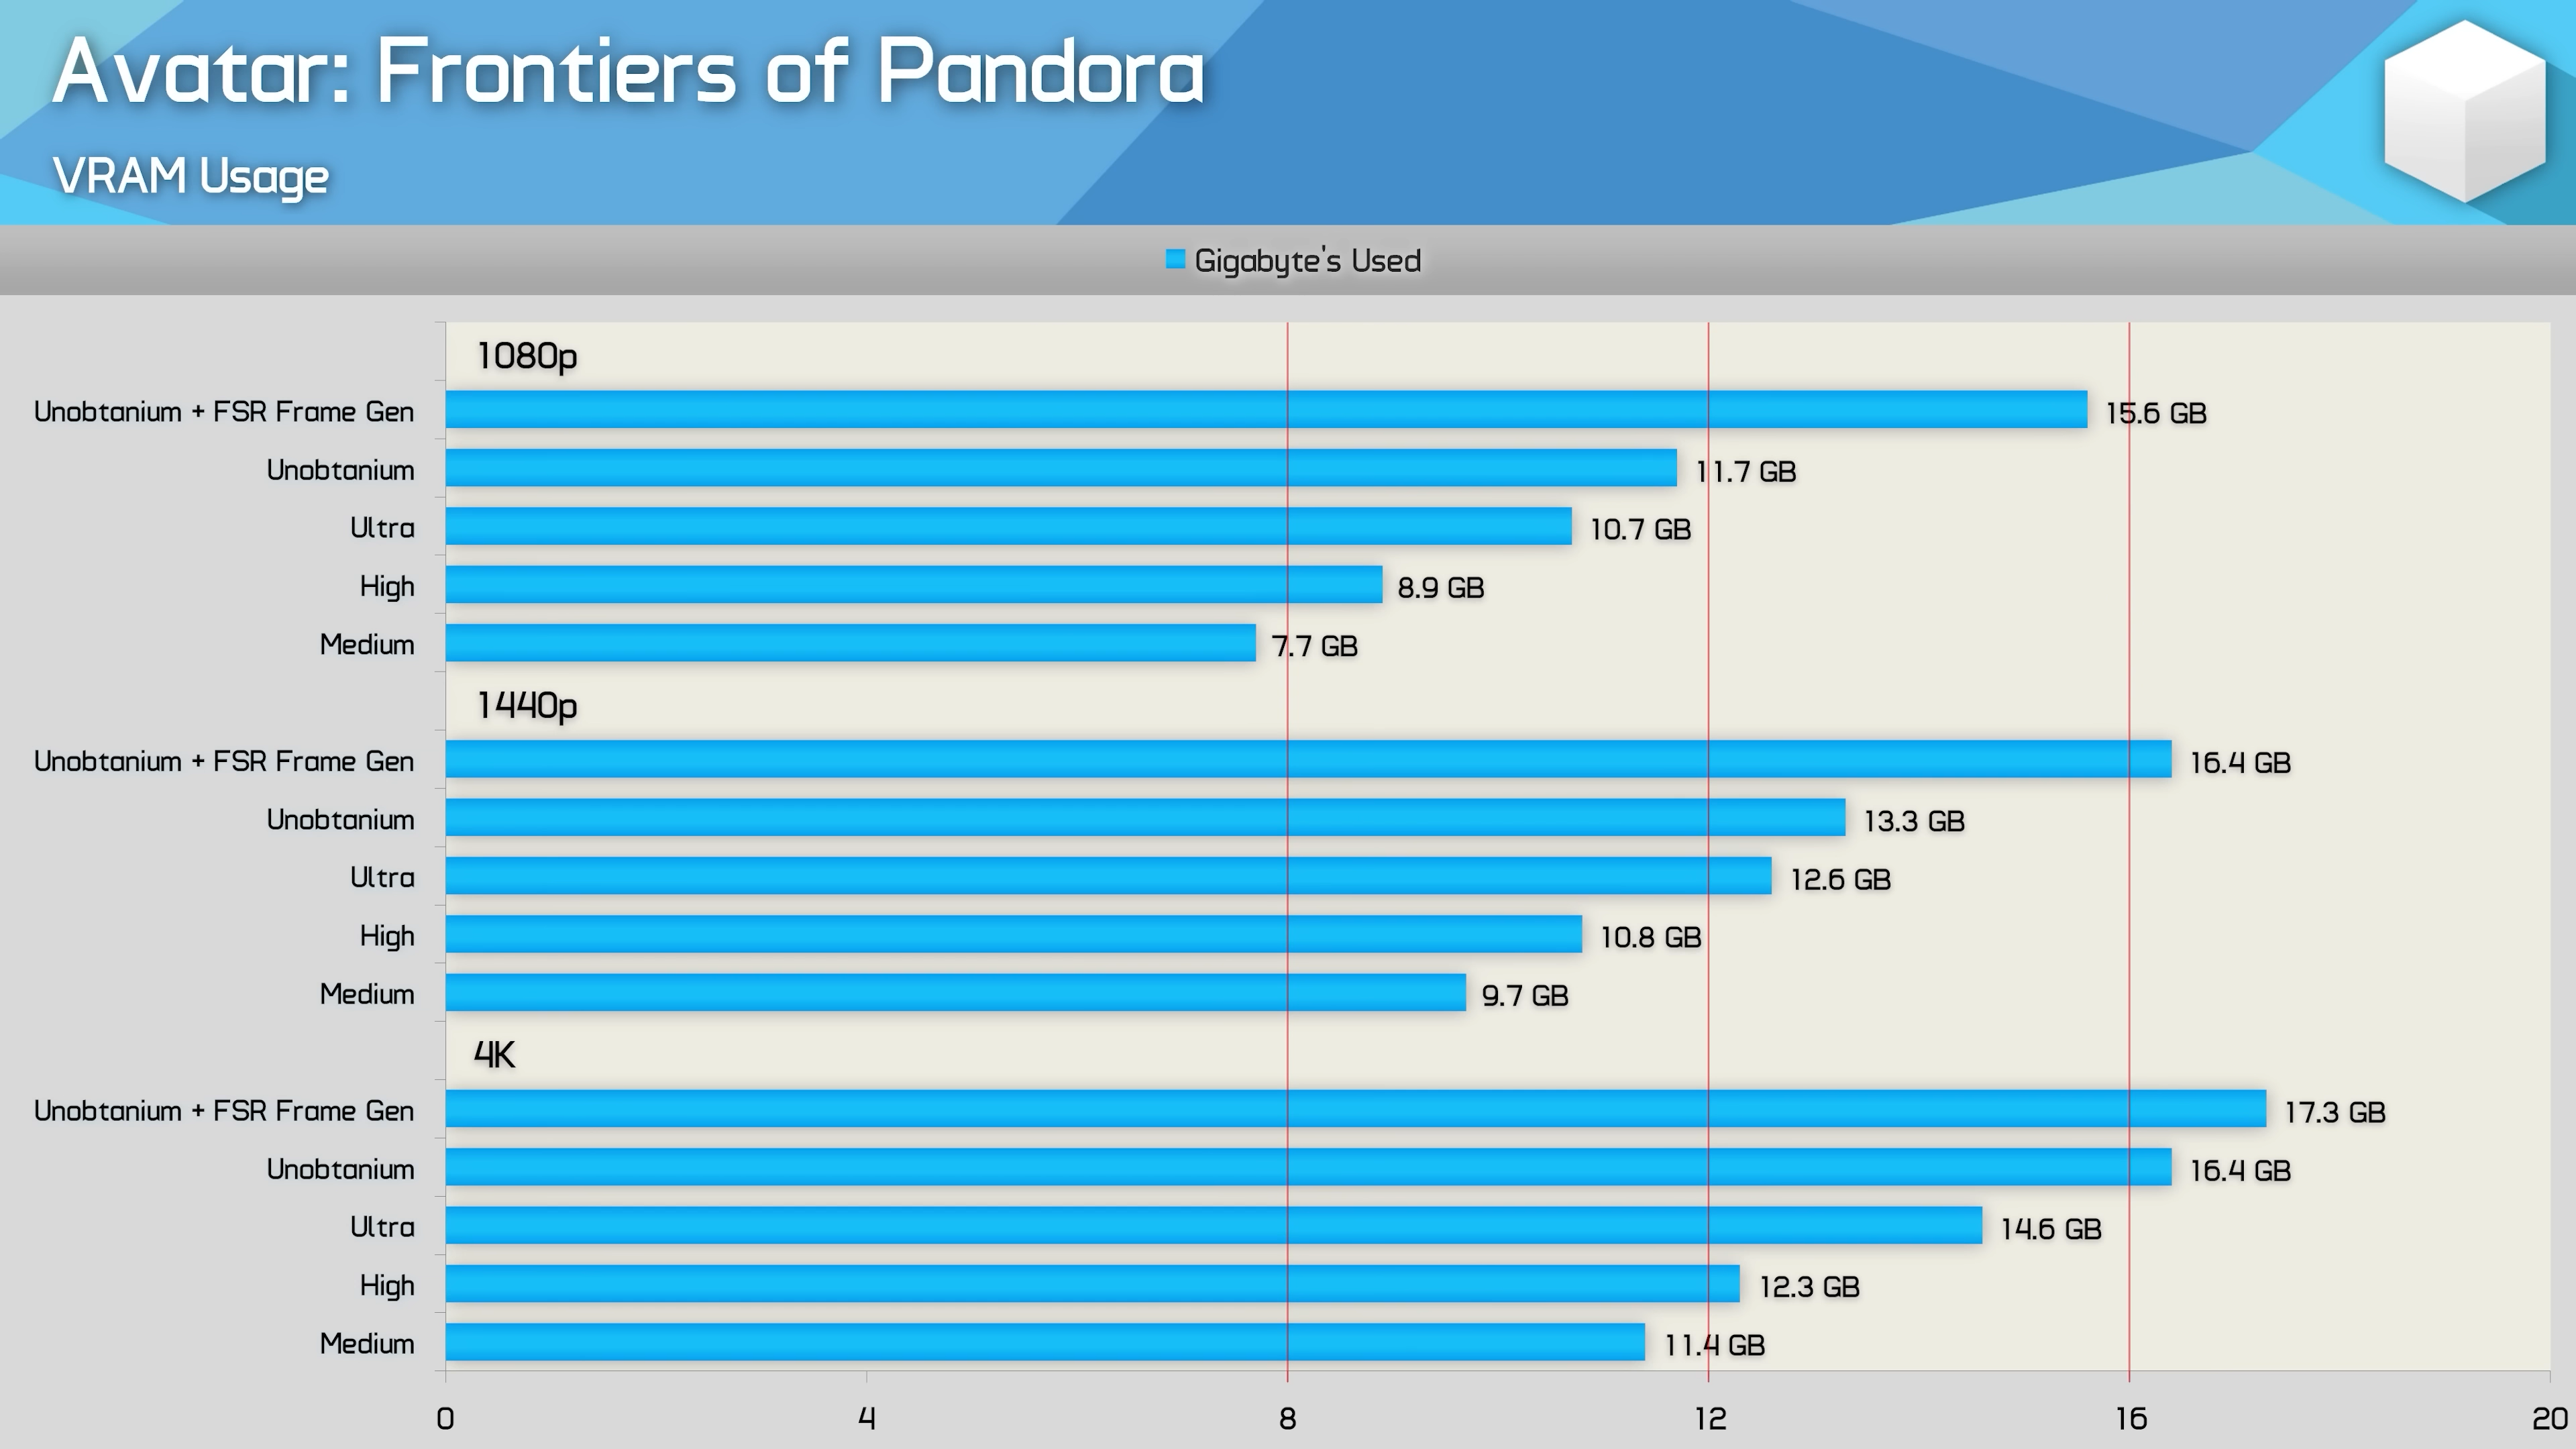 Avatar: Frontiers of Pandora
VRAM Usage
Gigabyte's Used
1080p
Unobtanium + FSR Frame Gen 15.6 GB
Unobtanium 11.7 GB
Ultra 10.7 GB
High 8.9 GB
Medium 7.7 GB
1440p
Unobtanium + FSR Frame Gen 16.4 GB
Unobtanium 13.3 GB
Ultra 12.6 GB
High 10.8 GB
Medium 9.7 GB
4K
Unobtanium + FSR Frame Gen 17.3 GB
Unobtanium 16.4 GB
Ultra 14.6 GB
High 12.3 GB
Medium 11.4 GB
0 4 8 12 16 20